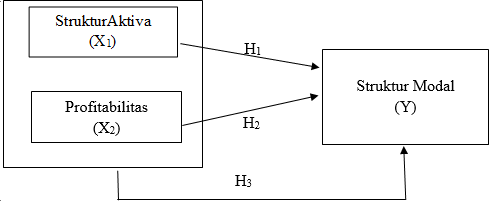 StrukturAktiva
(X1)
H1
Profitabilitas
(X2)
H2
Struktur Modal
(Y)
H3